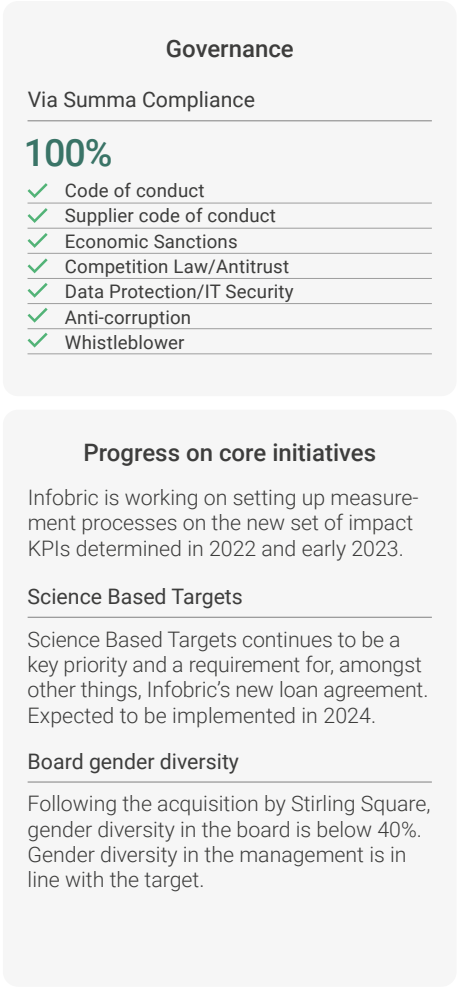 Governance
Via Summa Compliance
100%
Code of conduct
Supplier code of conduct
Economic Sanctions
Competition Law/Antitrust
Data Protection/IT Security
Anti-corruption
Whistleblower
Progress on core initiatives
Infobric is working on setting up measure-
ment processes on the new set of impact
KPIs determined in 2022 and early 2023.
Science Based Targets
Science Based Targets continues to be a
key priority and a requirement for, amongst
other things, Infobric’s new loan agreement.
Expected to be implemented in 2024.
Board gender diversity
Following the acquisition by Stirling Square,
gender diversity in the board is below 40%.
Gender diversity in the management is in
line with the target.